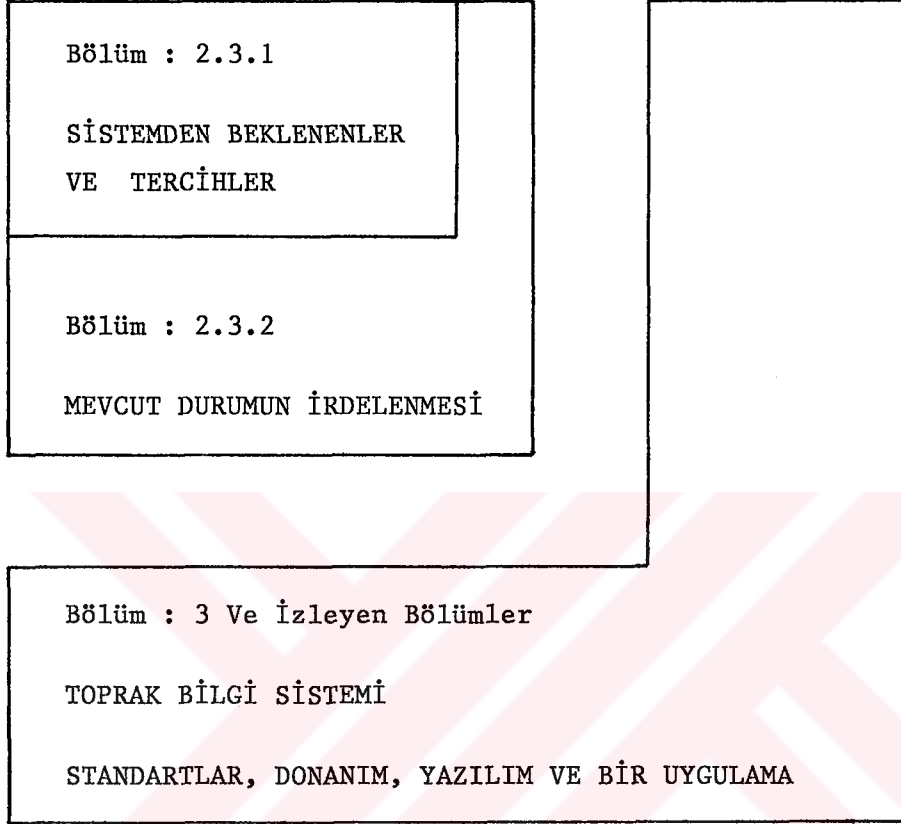 Bölüm : 2.3.1
SİSTEMDEN BEKLENENLER
VE TERCİHLER
Bölüm : 2.3.2
MEVCUT DURUMUN İRDELENMESİ
Bölüm : 3 Ve İzleyen Bölümler
TOPRAK BİLGİ SİSTEMİ
STANDARTLAR, DONANIM, YAZILIM VE BİR UYGULAMA